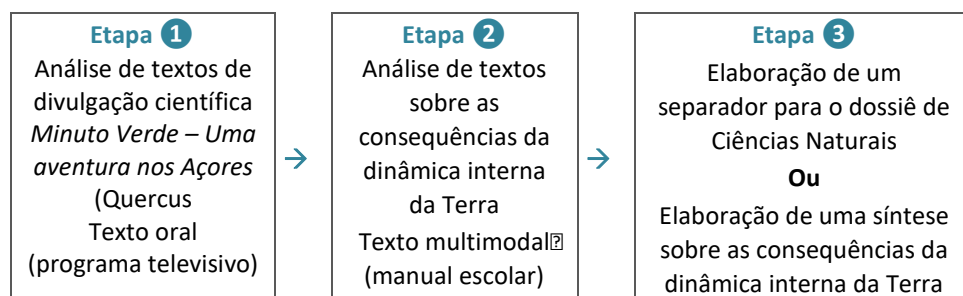 Etapa ❶
Análise de textos de
divulgação científica
Minuto Verde – Uma
aventura nos Açores
(Quercus
Texto oral
(programa televisivo)
→
Etapa ❷
Análise de textos
sobre as
consequências da
dinâmica interna
da Terra
Texto multimodal
(manual escolar)
→
Etapa ❸
Elaboração de um
separador para o dossiê de
Ciências Naturais
Ou
Elaboração de uma síntese
sobre as consequências da
dinâmica interna da Terra